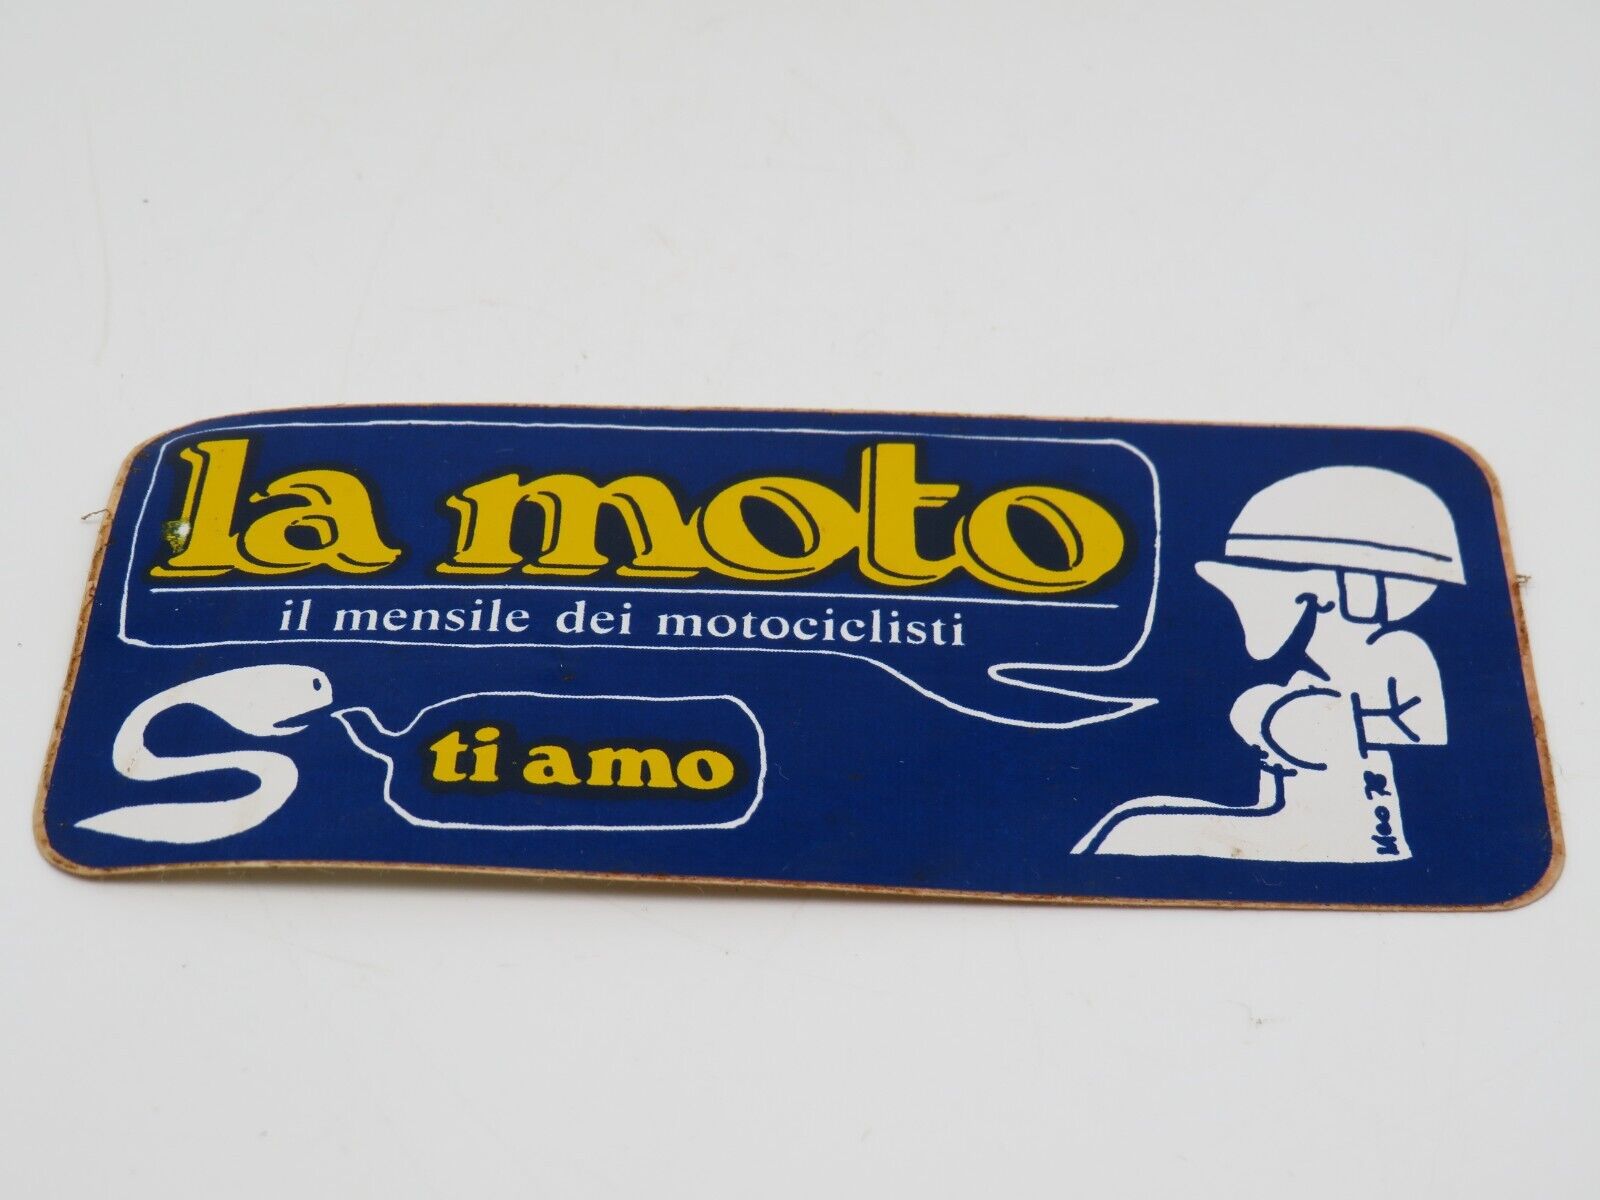 la moto
il mensile dei motociclisti
ti amo